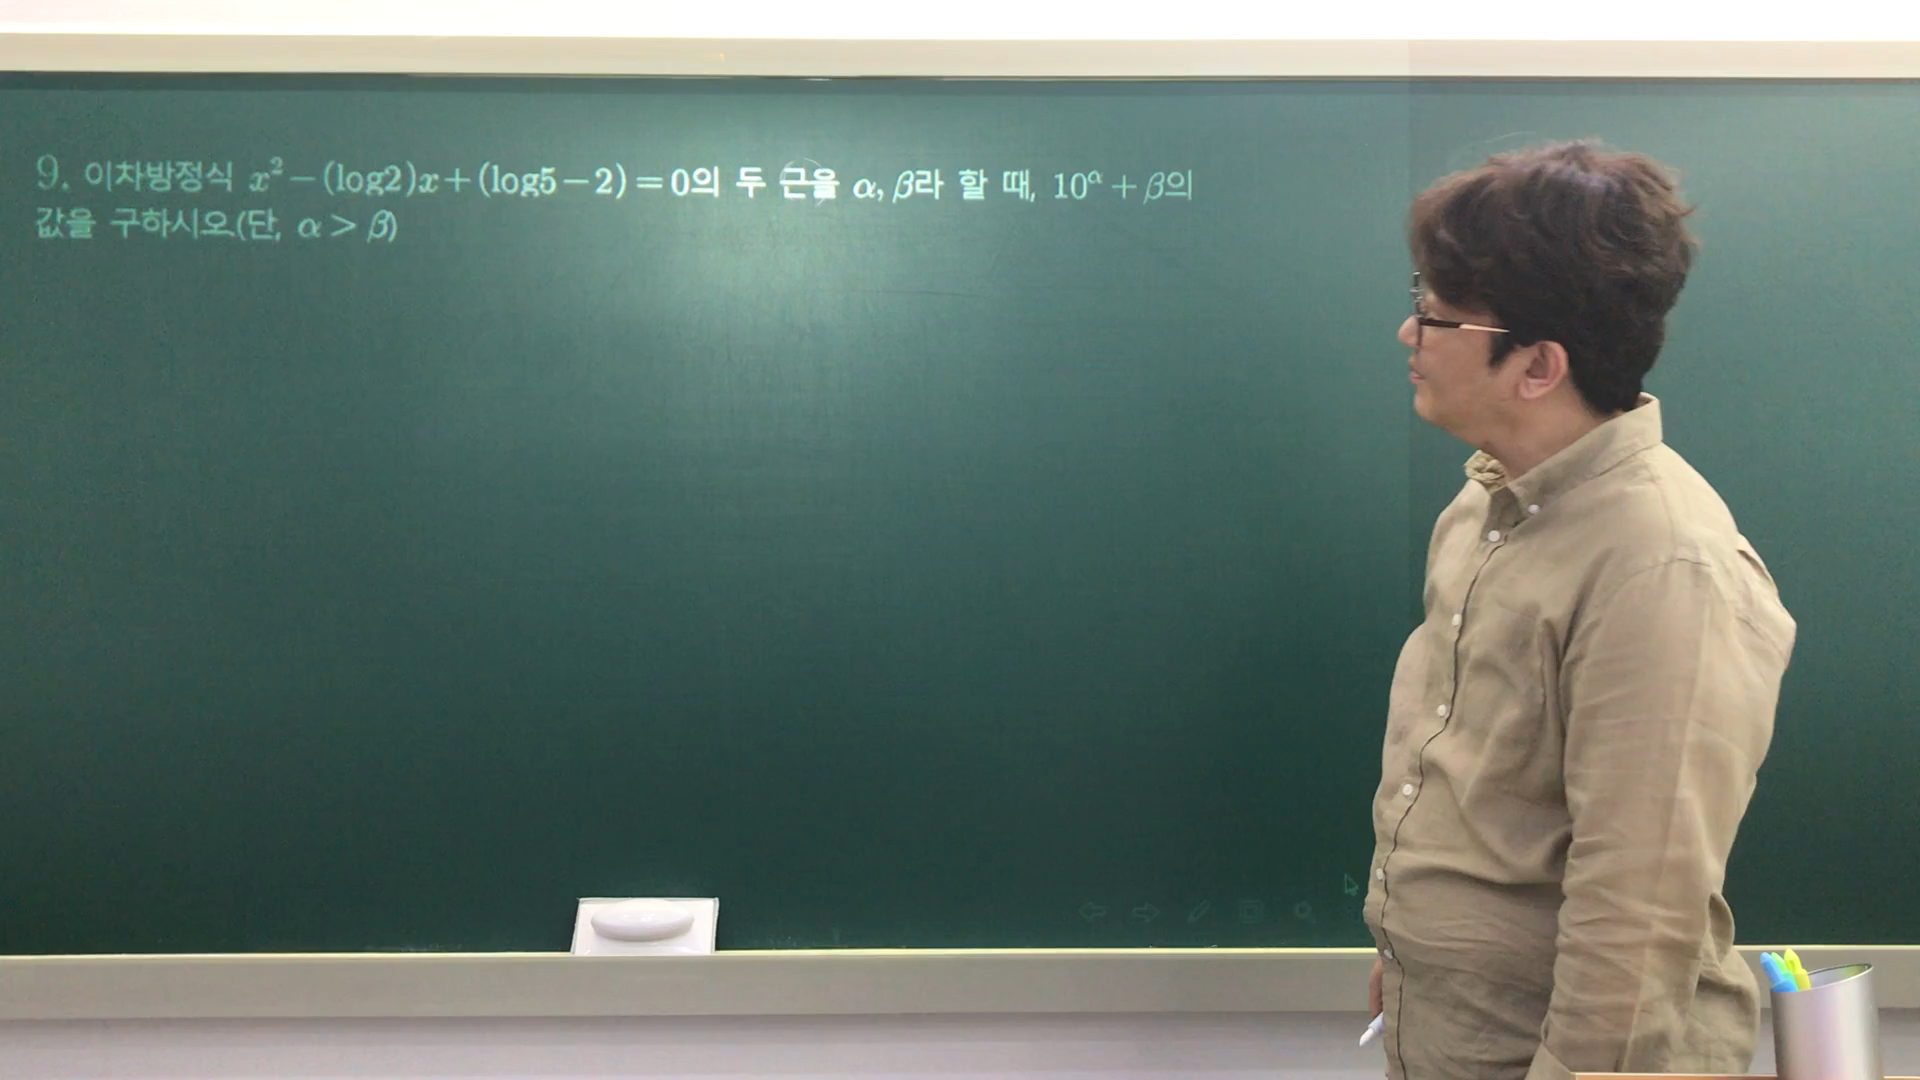 9. 이차방정식 x² − (log2)x + (log5 − 2) = 0의 두 근을 α, β라 할 때, 10^α + β의
값을 구하시오.(단, α > β)